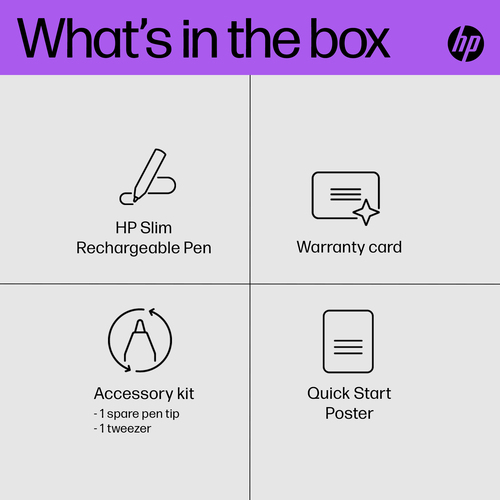 What's in the box
hp
HP Slim
Rechargeable Pen
Warranty card
Accessory kit
- 1 spare pen tip
- 1 tweezer
Quick Start
Poster